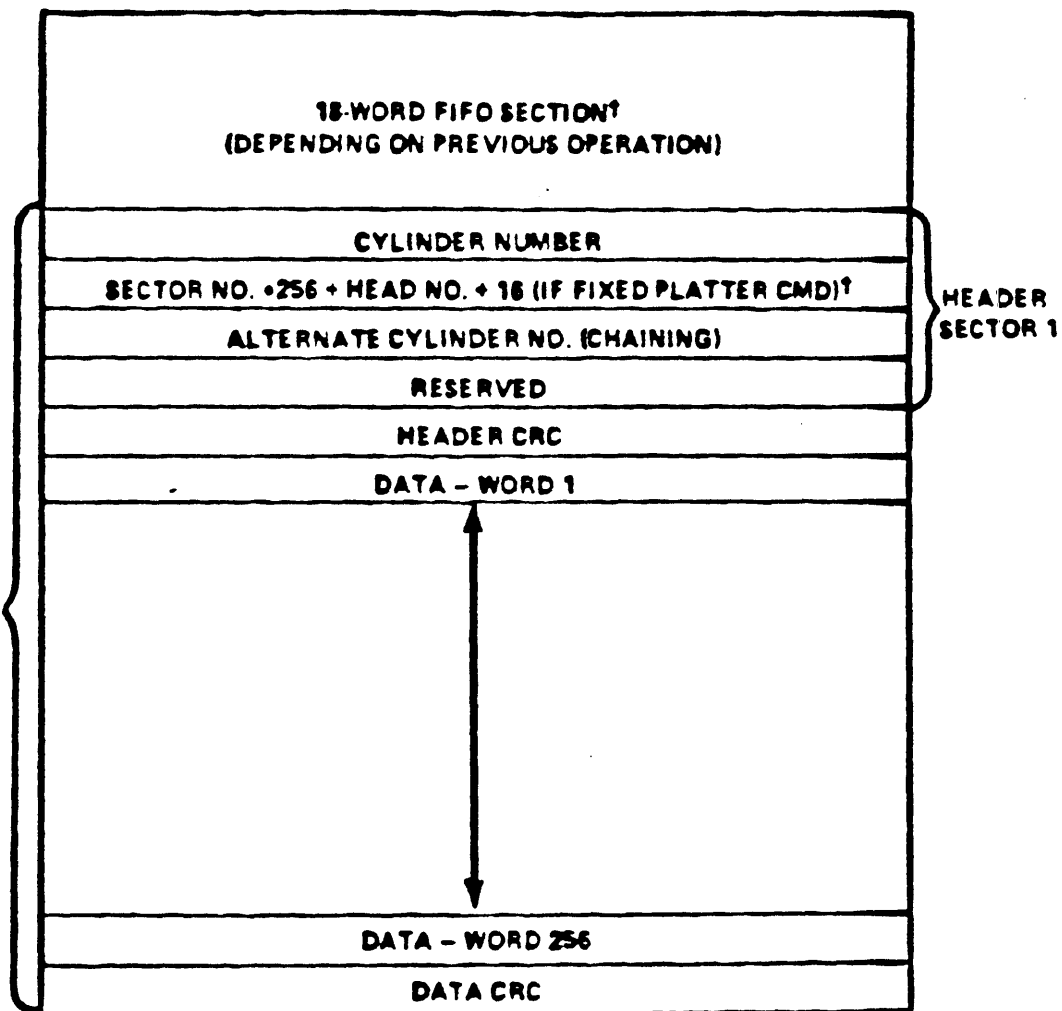 18-WORD FIFO SECTION†
(DEPENDING ON PREVIOUS OPERATION)
CYLINDER NUMBER
SECTOR NO. *256 + HEAD NO. + 16 (IF FIXED PLATTER CMD)†
ALTERNATE CYLINDER NO. (CHAINING)
RESERVED
HEADER
SECTOR 1
HEADER CRC
DATA – WORD 1
DATA – WORD 256
DATA CRC